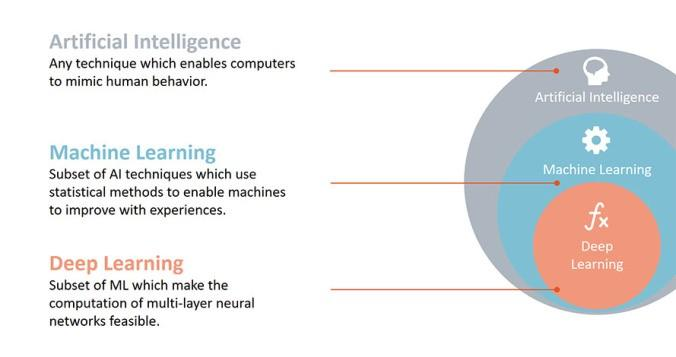 Artificial Intelligence
Any technique which enables computers
to mimic human behavior.
Machine Learning
Subset of AI techniques which use
statistical methods to enable machines
to improve with experiences.
Deep Learning
Subset of ML which make the
computation of multi-layer neural
networks feasible.
Artificial Intelligence
Machine Learning
fx
Deep
Learning